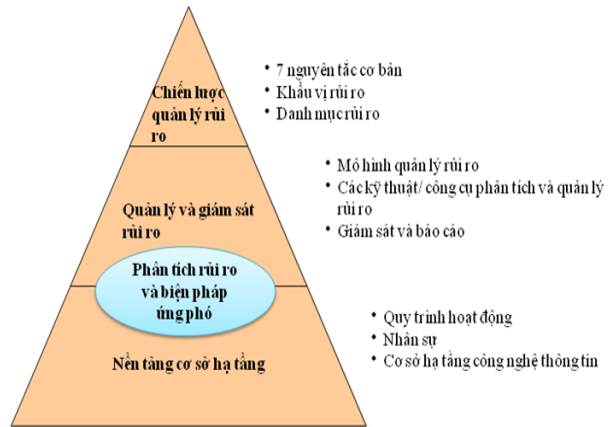 Chiến lược
quản lý rủi
ro
• 7 nguyên tắc cơ bản
• Khẩu vị rủi ro
• Danh mục rủi ro
Quản lý và giám sát
rủi ro
• Mô hình quản lý rủi ro
• Các kỹ thuật/ công cụ phân tích và quản lý
rủi ro
• Giám sát và báo cáo
Phân tích rủi ro
và biện pháp
ứng phó
Nền tảng cơ sở hạ tầng
• Quy trình hoạt động
• Nhân sự
• Cơ sở hạ tầng công nghệ thông tin